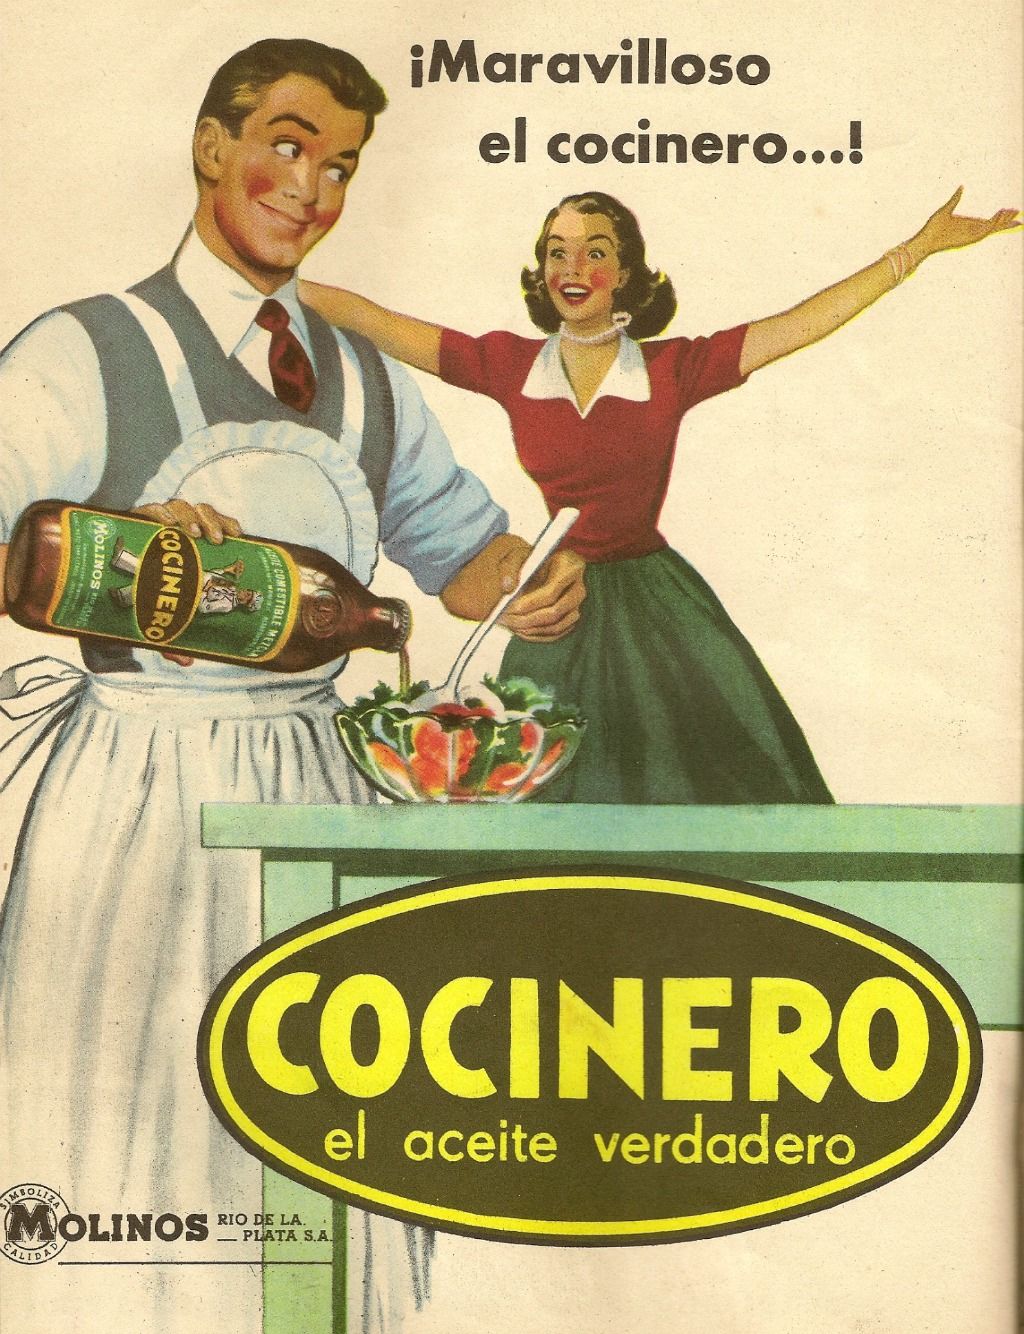 ¡Maravilloso
el cocinero...!
MOLINOS
COCINERO
COCINERO
el aceite verdadero
SIMBOLIZA
CALIDAD
MOLINOS RIO DE LA
PLATA S.A.